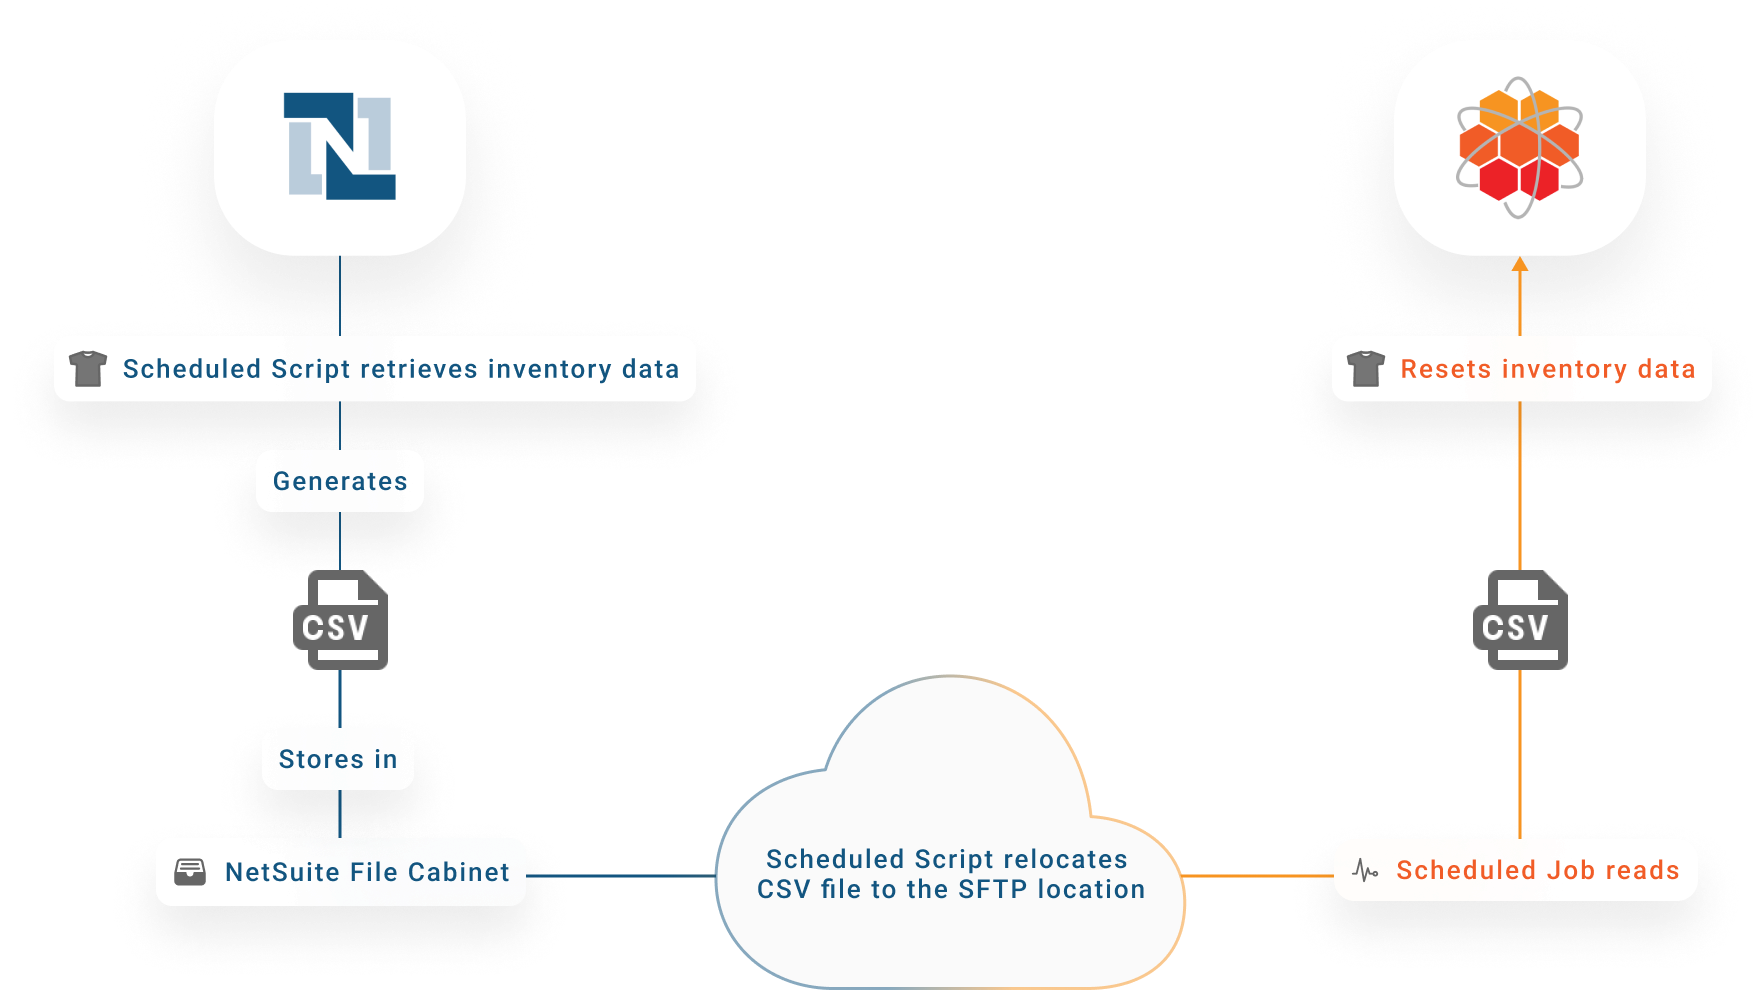 Scheduled Script retrieves inventory data
Generates
CSV
Stores in
NetSuite File Cabinet
Scheduled Script relocates
CSV file to the SFTP location
Resets inventory data
CSV
Scheduled Job reads